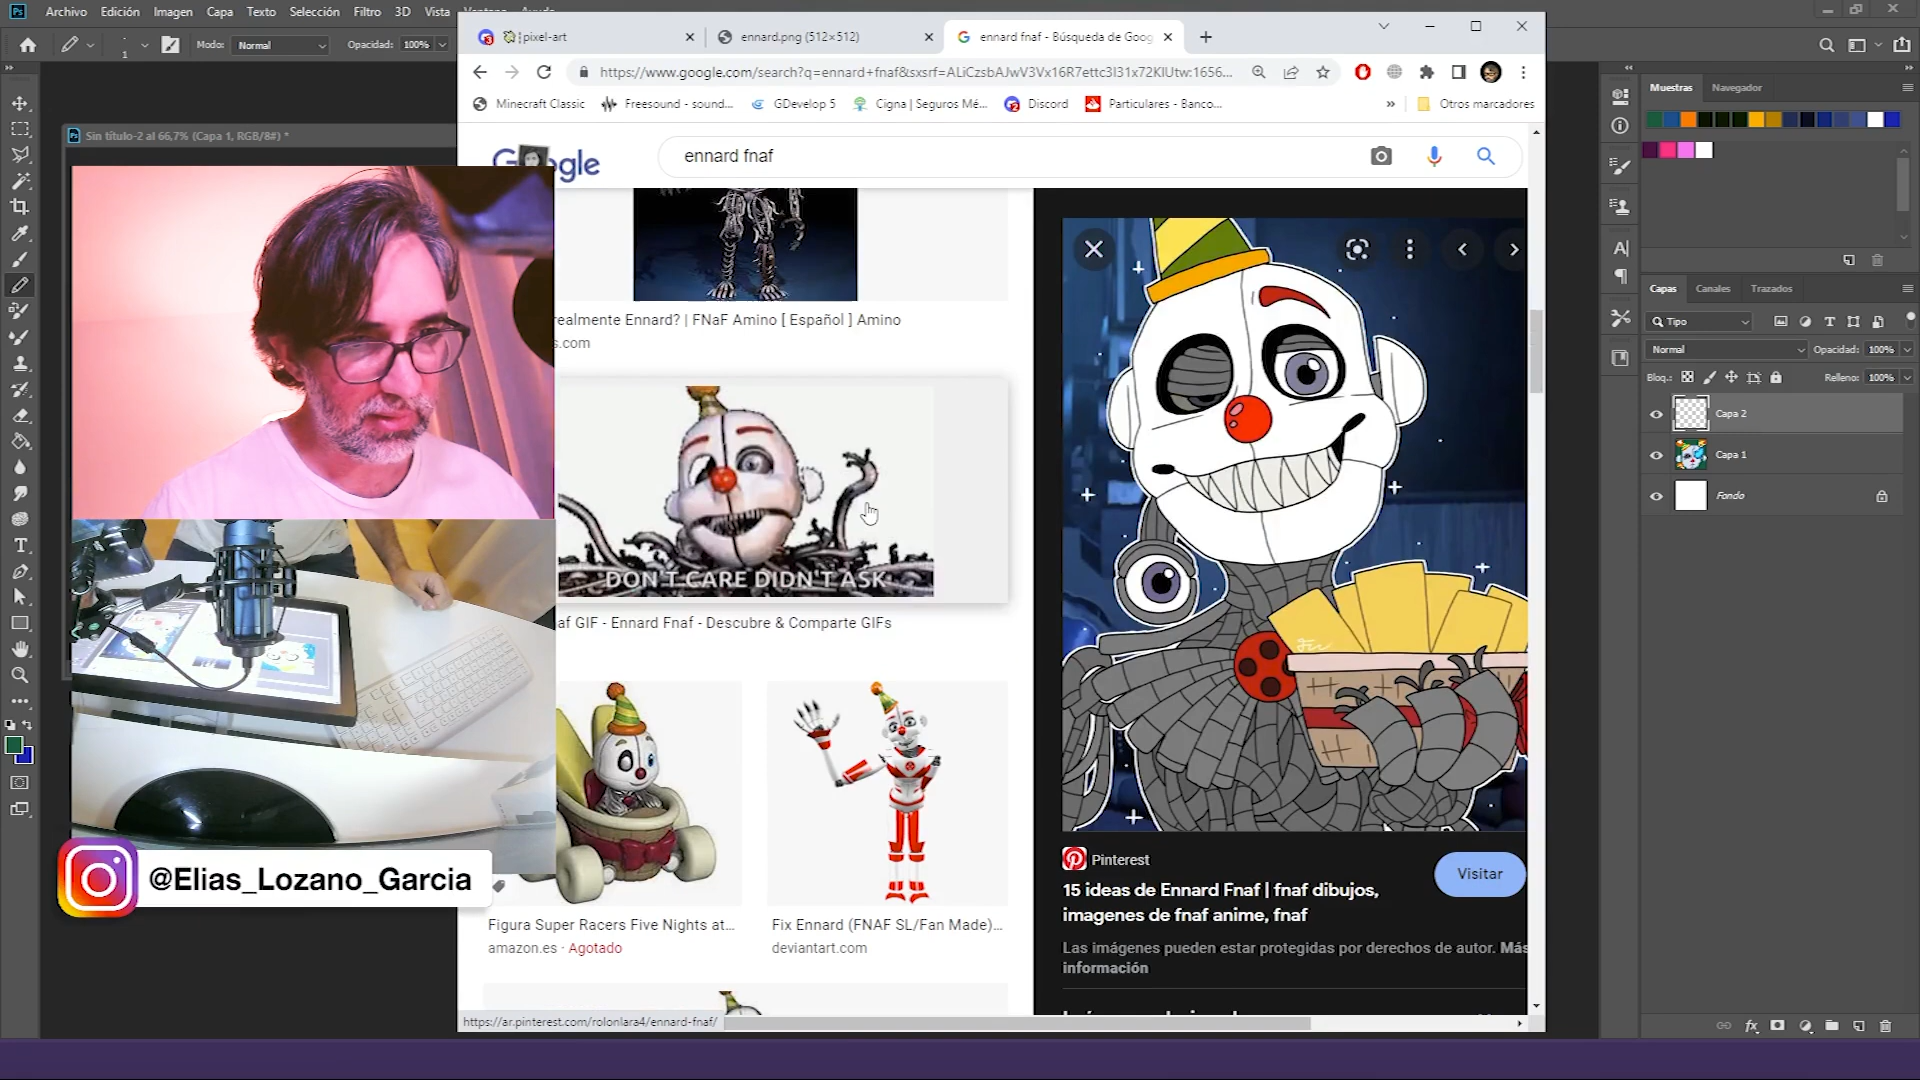 Ps Archivo Edición Imagen Capa Texto Selección Filtro 3D Vista Ventana Ayuda
1 Modo: Normal Opacidad: 100%
Sin título-2 al 66,7% (Capa 1, RGB/8#) *
pixel-art
ennard.png (512×512)
ennard fnaf - Búsqueda de Goog
https://www.google.com/search?q=ennard+fnaf&sxsrf=ALiCzsbAJwV3Vx16R7ettc3I31x72KIUtw:1656...
Minecraft Classic Freesound - sound... GDevelop 5 Cigna | Seguros Mé... Discord Particulares - Banco... » Otros marcadores
Google
ennard fnaf
realmente Ennard? | FNaF Amino [ Español ] Amino
s.com
DON'T CARE DIDN'T ASK
af GIF - Ennard Fnaf - Descubre & Comparte GIFs
@Elias_Lozano_Garcia
Figura Super Racers Five Nights at...
amazon.es · Agotado
Fix Ennard (FNAF SL/Fan Made)...
deviantart.com
https://ar.pinterest.com/rolonlara4/ennard-fnaf/
Pinterest
Visitar
15 ideas de Ennard Fnaf | fnaf dibujos,
imagenes de fnaf anime, fnaf
Las imágenes pueden estar protegidas por derechos de autor. Más
información
Muestras Navegador
Capas Canales Trazados
Tipo
Normal Opacidad: 100%
Bloq.: Relleno: 100%
Capa 2
Capa 1
Fondo